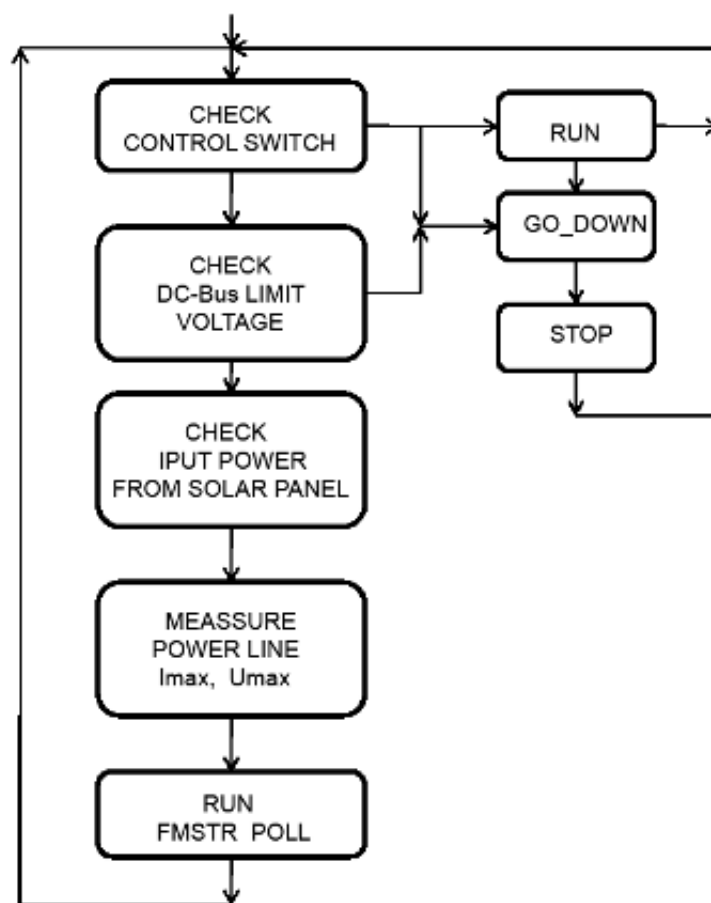 CHECK
CONTROL SWITCH
RUN
GO_DOWN
CHECK
DC-Bus LIMIT
VOLTAGE
STOP
CHECK
IPUT POWER
FROM SOLAR PANEL
MEASSURE
POWER LINE
Imax, Umax
RUN
FMSTR POLL